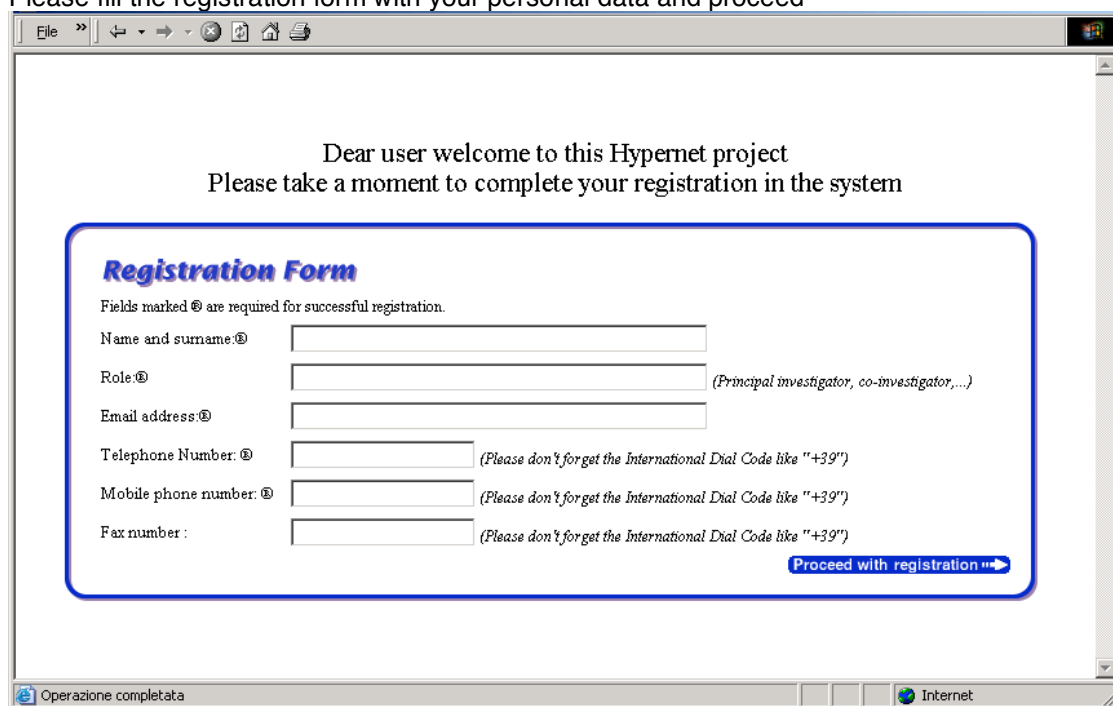 Please fill the registration form with your personal data and proceed
File »
Dear user welcome to this Hypernet project
Please take a moment to complete your registration in the system
Registration Form
Fields marked ® are required for successful registration.
Name and surname:®
Role:® (Principal investigator, co-investigator,...)
Email address:®
Telephone Number: ® (Please don't forget the International Dial Code like "+39")
Mobile phone number: ® (Please don't forget the International Dial Code like "+39")
Fax number : (Please don't forget the International Dial Code like "+39")
Proceed with registration
Operazione completata Internet